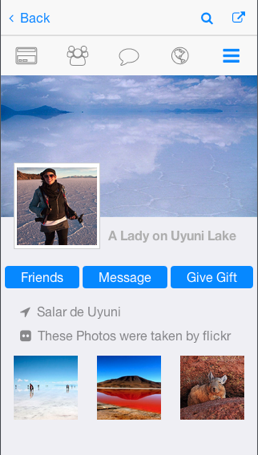 Back
A Lady on Uyuni Lake
Friends
Message
Give Gift
Salar de Uyuni
These Photos were taken by flickr